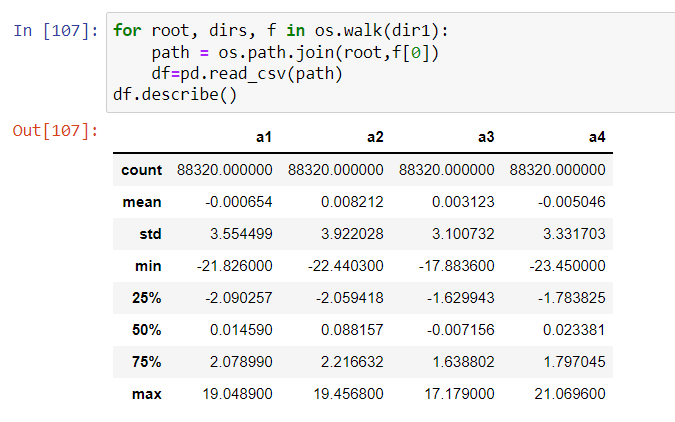 In [107]: for root, dirs, f in os.walk(dir1):
path = os.path.join(root,f[0])
df=pd.read_csv(path)
df.describe()
Out[107]:
a1 a2 a3 a4
count 88320.000000 88320.000000 88320.000000 88320.000000
mean -0.000654 0.008212 0.003123 -0.005046
std 3.554499 3.922028 3.100732 3.331703
min -21.826000 -22.440300 -17.883600 -23.450000
25% -2.090257 -2.059418 -1.629943 -1.783825
50% 0.014590 0.088157 -0.007156 0.023381
75% 2.078990 2.216632 1.638802 1.797045
max 19.048900 19.456800 17.179000 21.069600